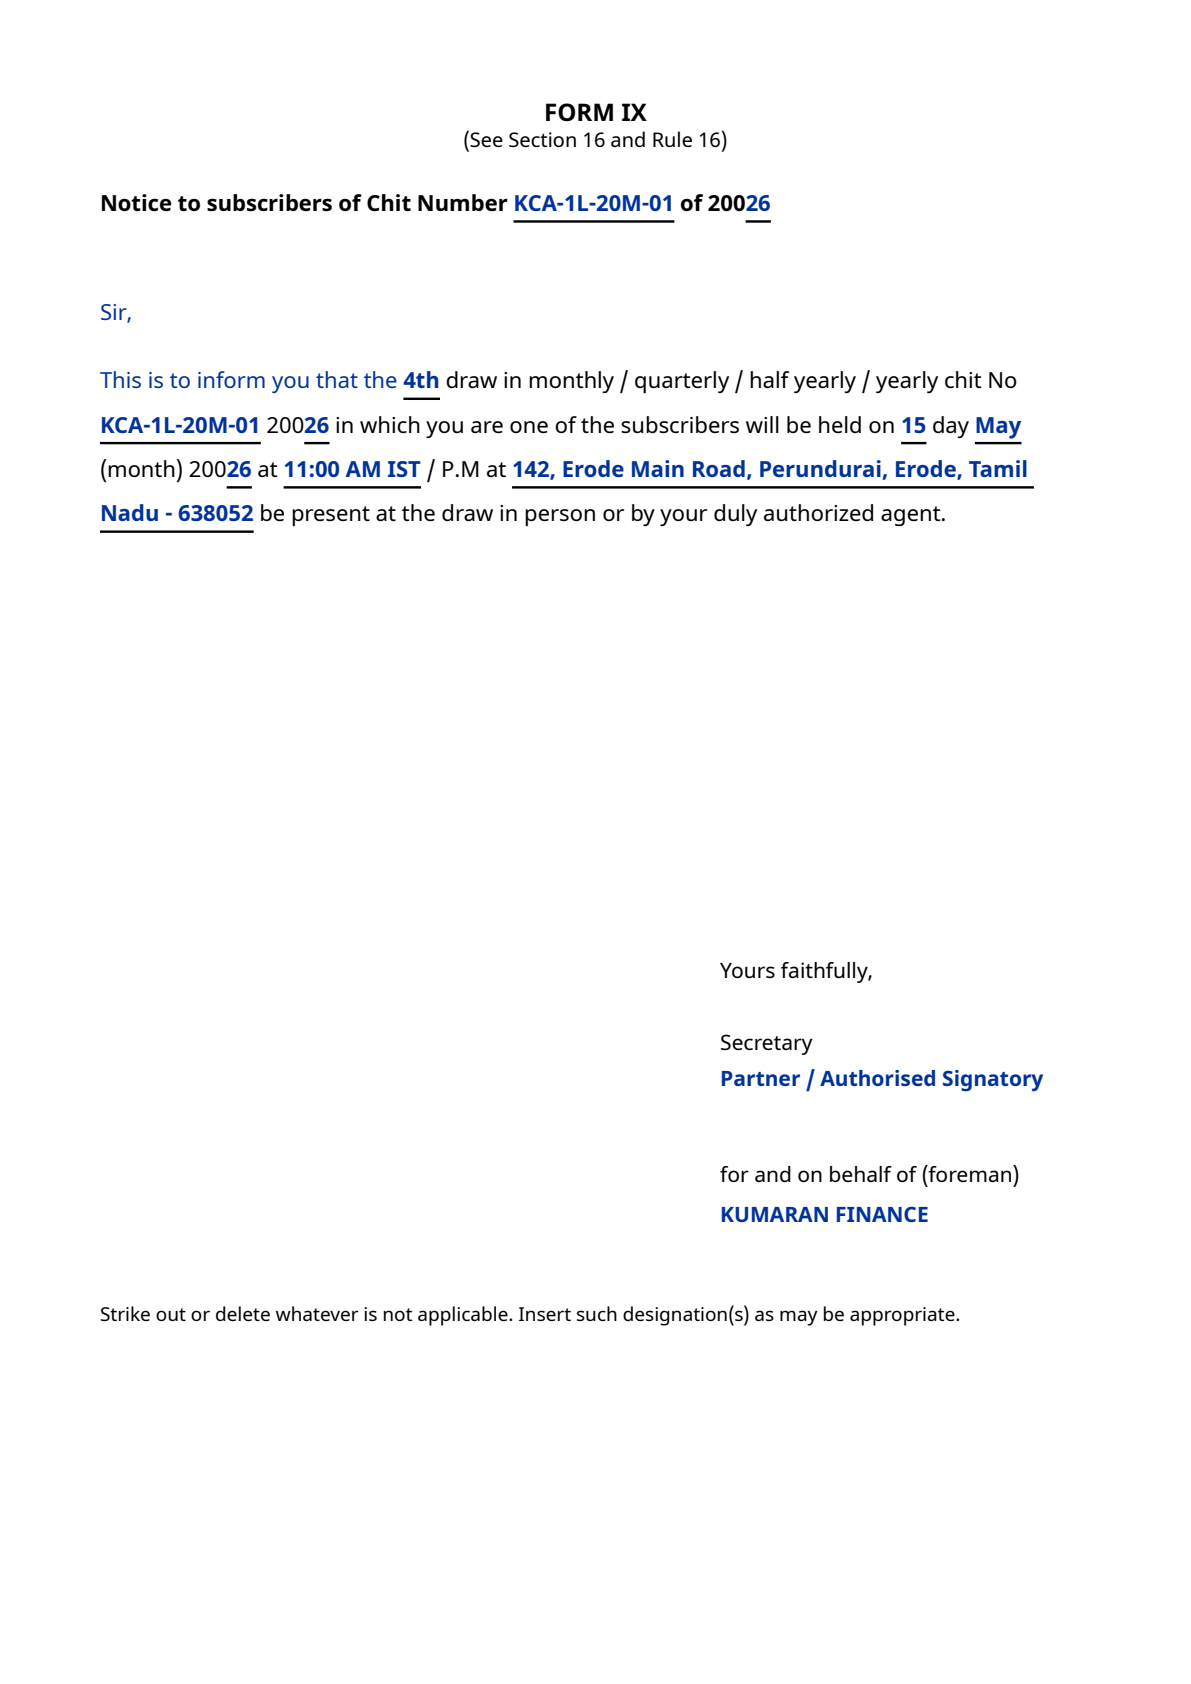 FORM IX
(See Section 16 and Rule 16)
Notice to subscribers of Chit Number KCA-1L-20M-01 of 20026
Sir,
This is to inform you that the 4th draw in monthly / quarterly / half yearly / yearly chit No
KCA-1L-20M-01 20026 in which you are one of the subscribers will be held on 15 day May
(month) 20026 at 11:00 AM IST / P.M at 142, Erode Main Road, Perundurai, Erode, Tamil
Nadu - 638052 be present at the draw in person or by your duly authorized agent.
Yours faithfully,
Secretary
Partner / Authorised Signatory
for and on behalf of (foreman)
KUMARAN FINANCE
Strike out or delete whatever is not applicable. Insert such designation(s) as may be appropriate.